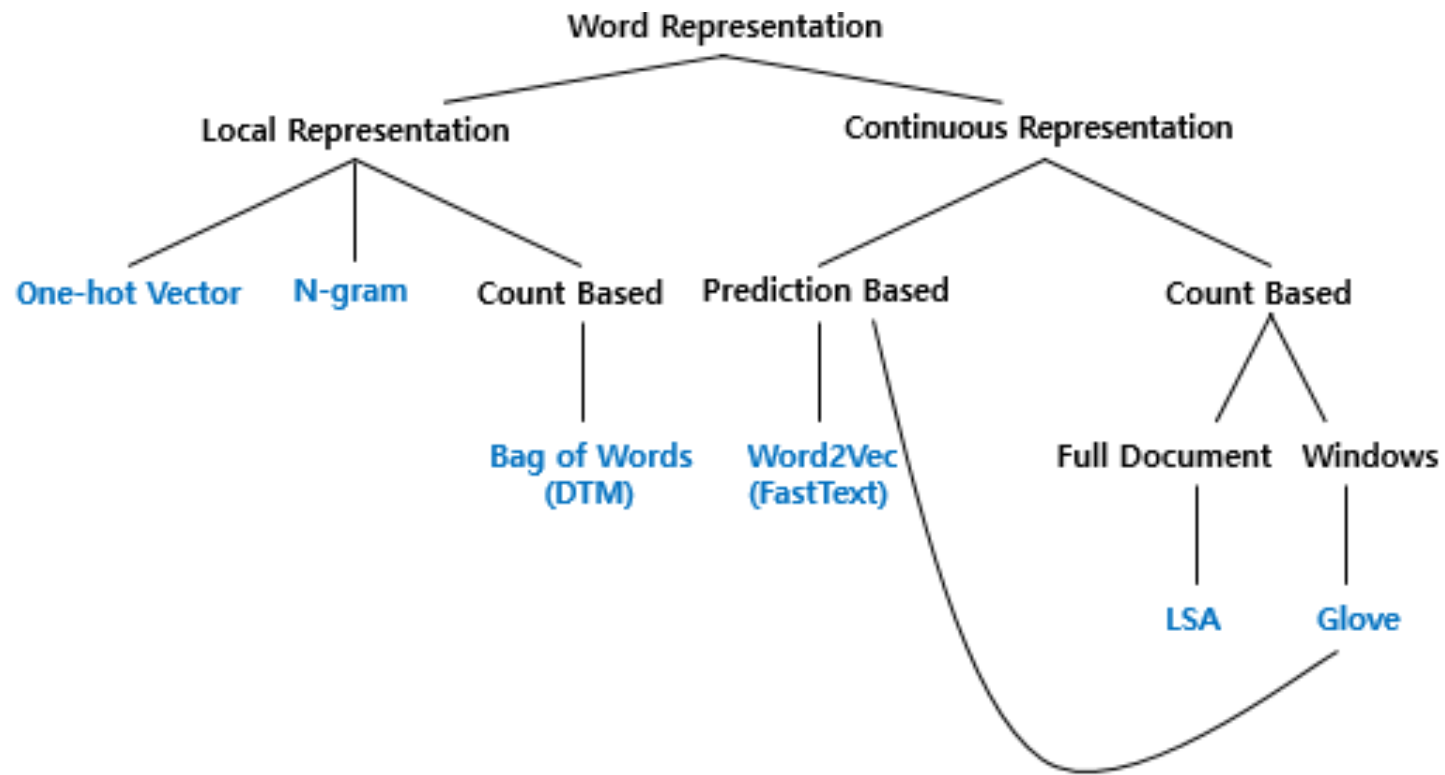 Word Representation
Local Representation
Continuous Representation
One-hot Vector
N-gram
Count Based
Prediction Based
Count Based
Bag of Words
(DTM)
Word2Vec
(FastText)
Full Document
Windows
LSA
Glove